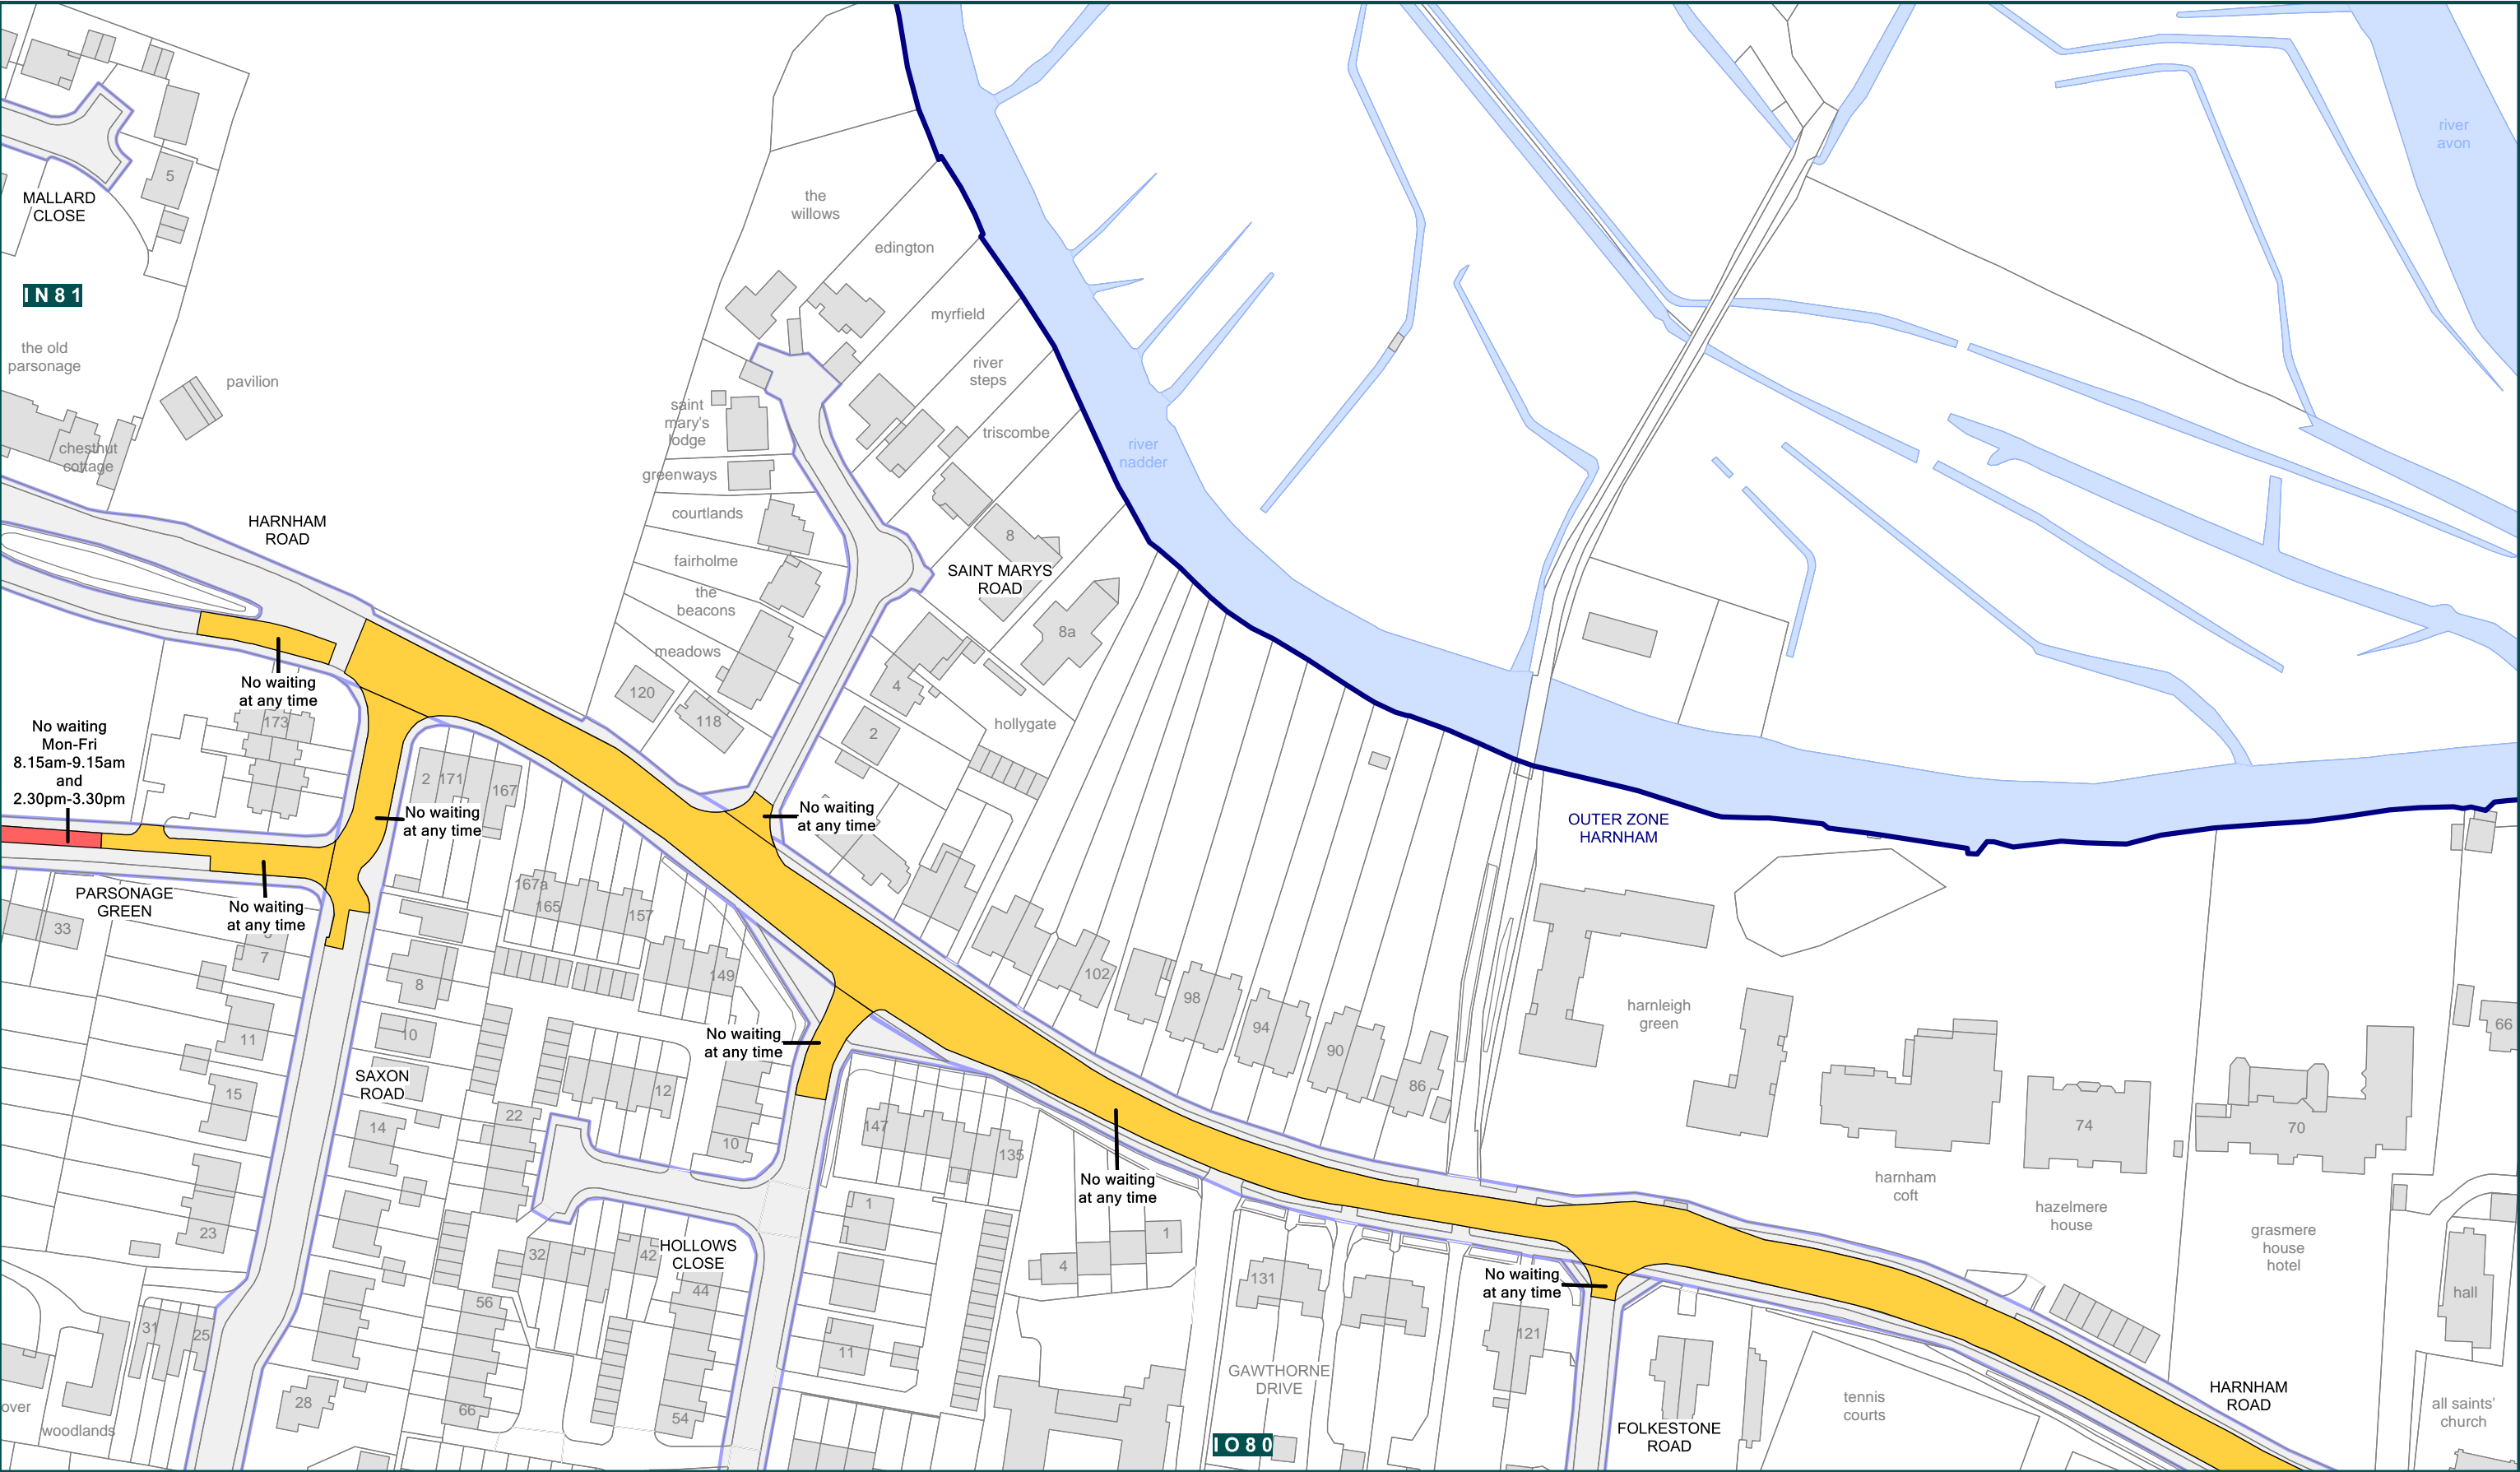 river
avon
MALLARD
CLOSE
5
the
willows
edington
IN81
myrfield
the old
parsonage
pavilion
river
steps
saint
mary's
lodge
triscombe
chestnut
cottage
river
nadder
greenways
courtlands
HARNHAM
ROAD
8
fairholme
SAINT MARYS
ROAD
the
beacons
8a
meadows
120
118
4
2
hollygate
No waiting
at any time
173
No waiting
Mon-Fri
8.15am-9.15am
and
2.30pm-3.30pm
2
171
167
No waiting
at any time
No waiting
at any time
OUTER ZONE
HARNHAM
PARSONAGE
GREEN
No waiting
at any time
33
7
167a
165
157
149
8
102
98
94
90
86
harnleigh
green
66
11
10
No waiting
at any time
SAXON
ROAD
15
14
22
12
10
147
135
74
70
No waiting
at any time
harnham
coft
hazelmere
house
grasmere
house
hotel
23
1
1
4
32
42
HOLLOWS
CLOSE
44
131
No waiting
at any time
hall
56
31
25
11
121
GAWTHORNE
DRIVE
tennis
courts
HARNHAM
ROAD
all saints'
church
28
66
54
over
woodlands
IO80
FOLKESTONE
ROAD